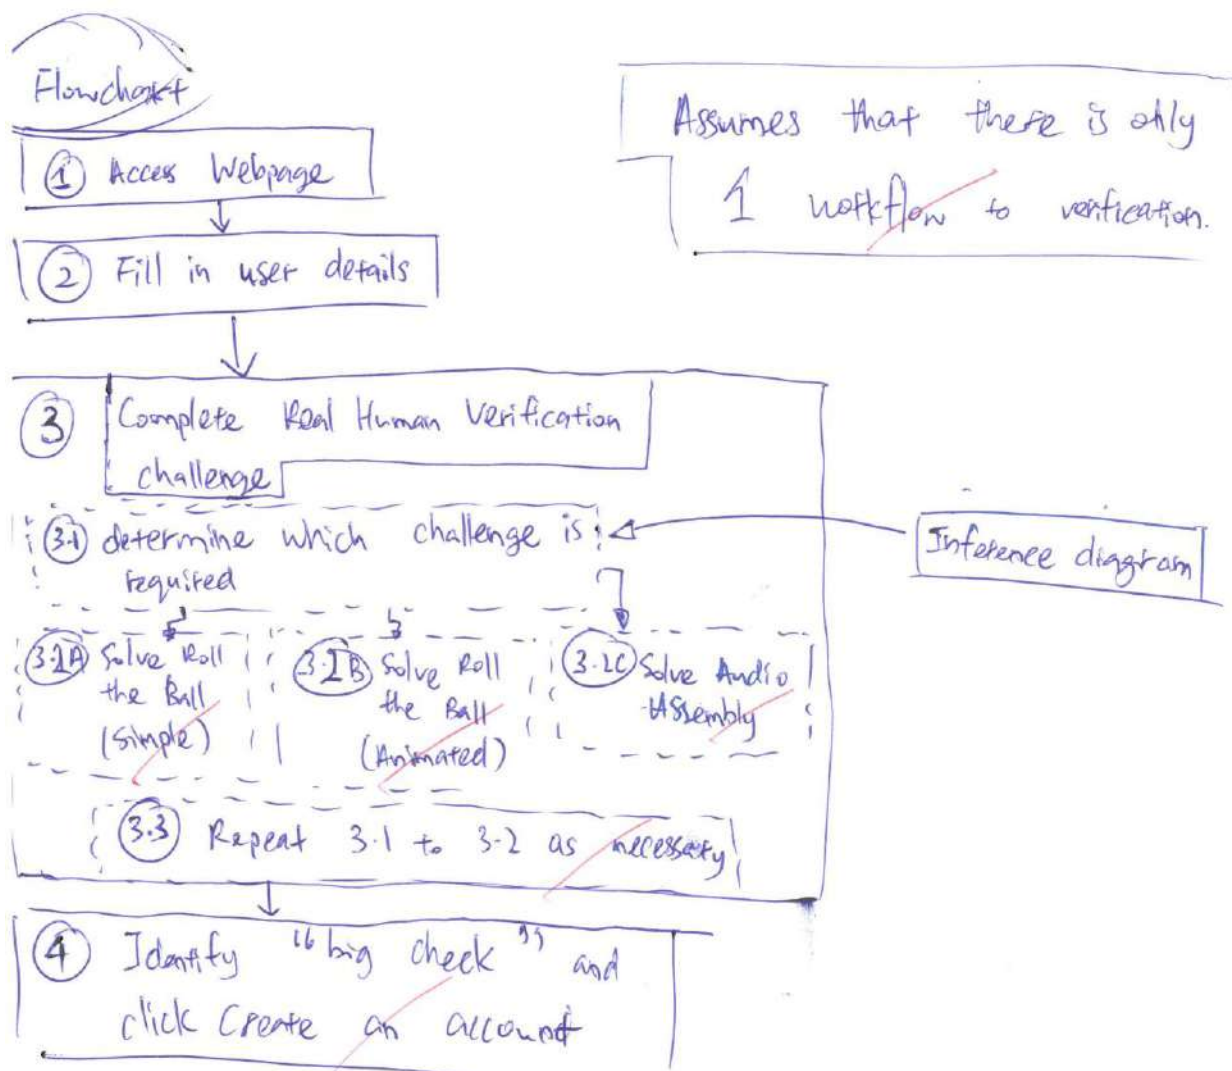 Flowchart
Assumes that there is only
1 workflow to verification.
1 Access Webpage
2 Fill in user details
3 Complete Real Human Verification
challenge
3.1 determine which challenge is
required
Inference diagram
3.2A Solve Roll
the Ball
(Simple)
3.2B Solve Roll
the Ball
(Animated)
3.2C Solve Audio
Assembly
3.3 Repeat 3.1 to 3.2 as necessary
4 Identify "big check" and
click Create an account